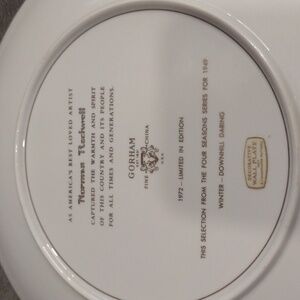 AS AMERICA'S BEST LOVED ARTIST
Norman Rockwell
CAPTURED THE WARMTH AND SPIRIT
OF THIS COUNTRY AND ITS PEOPLE
FOR ALL TIMES AND GENERATIONS.
GORHAM
FINE CHINA
U.S.A.
1972 – LIMITED IN EDITION
THIS SELECTION FROM THE FOUR SEASONS SERIES FOR 1949
WINTER – DOWNHILL DARING
DECORATIVE
WALL PLATE